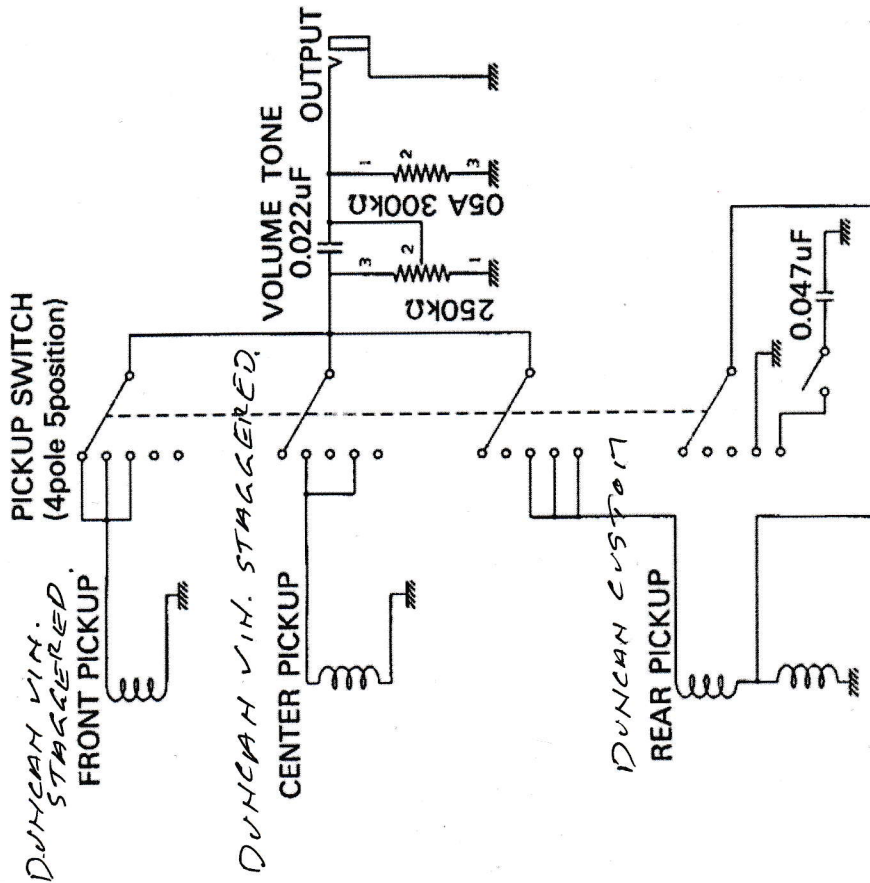 PICKUP SWITCH
(4pole 5position)
DUNCAN VIN.
STAGGERED.
FRONT PICKUP
DUNCAN VIN. STAGGERED.
CENTER PICKUP
DUNCAN CUSTOM
REAR PICKUP
VOLUME TONE
0.022uF
OUTPUT
250kΩ
05A 300kΩ
3
2
1
1
2
3
0.047uF